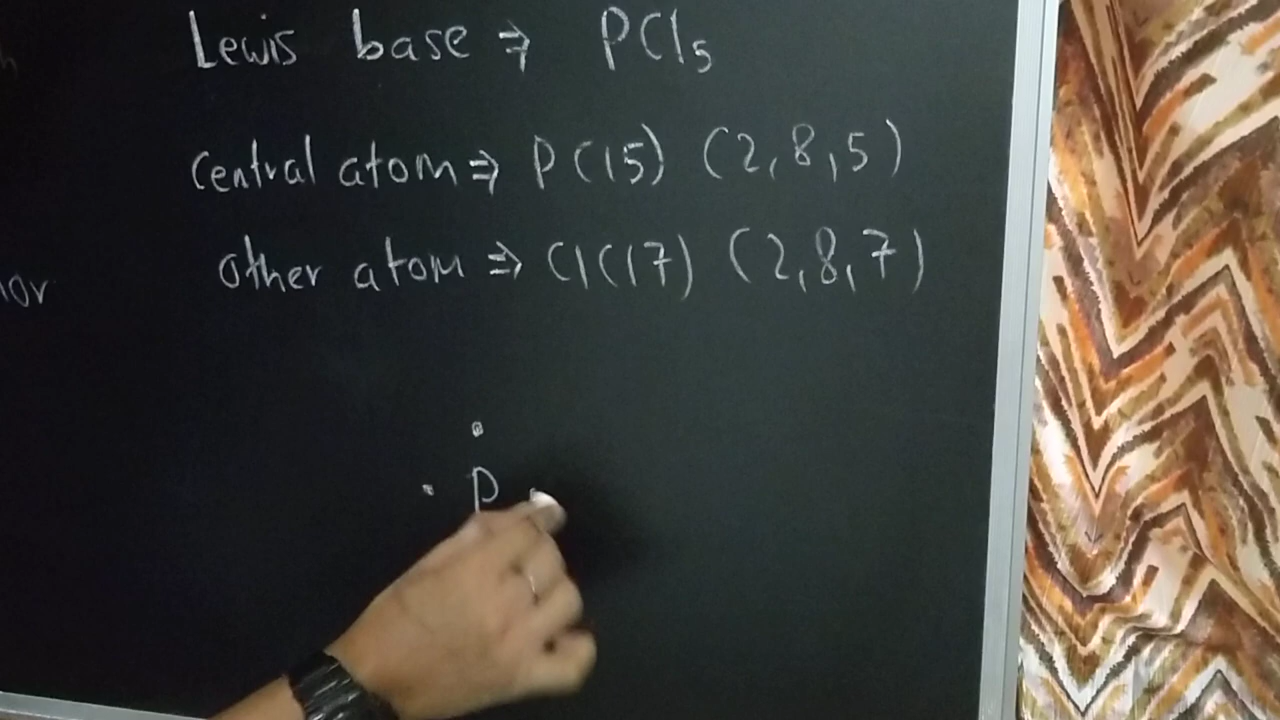 Lewis base ⇒ PCl5
Central atom ⇒ P(15) (2,8,5)
other atom ⇒ Cl(17) (2,8,7)
P